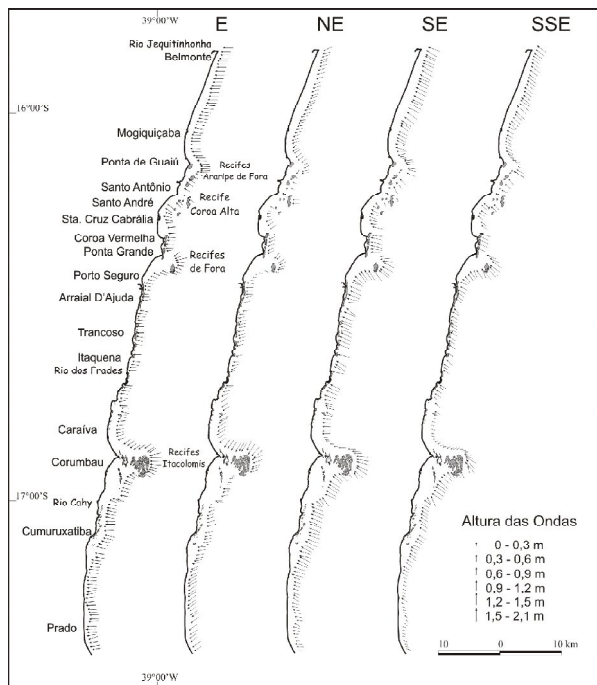 39°00'W
E NE SE SSE
Rio Jequitinhonha
Belmonte
16°00'S
Mogiquiçaba
Ponta de Guaiú
Recifes
Araripe de Fora
Santo Antônio
Santo André
Recife
Coroa Alta
Sta. Cruz Cabrália
Coroa Vermelha
Ponta Grande
Recifes
de Fora
Porto Seguro
Arraial D'Ajuda
Trancoso
Itaquena
Rio dos Frades
Caraíva
Recifes
Itacolomis
Corumbau
17°00'S
Rio Cahy
Cumuruxatiba
Altura das Ondas
0 - 0,3 m
0,3 - 0,6 m
0,6 - 0,9 m
0.9 - 1.2 m
1,2 - 1,5 m
1,5 - 2,1 m
Prado
10 0 10 km
39°00'W